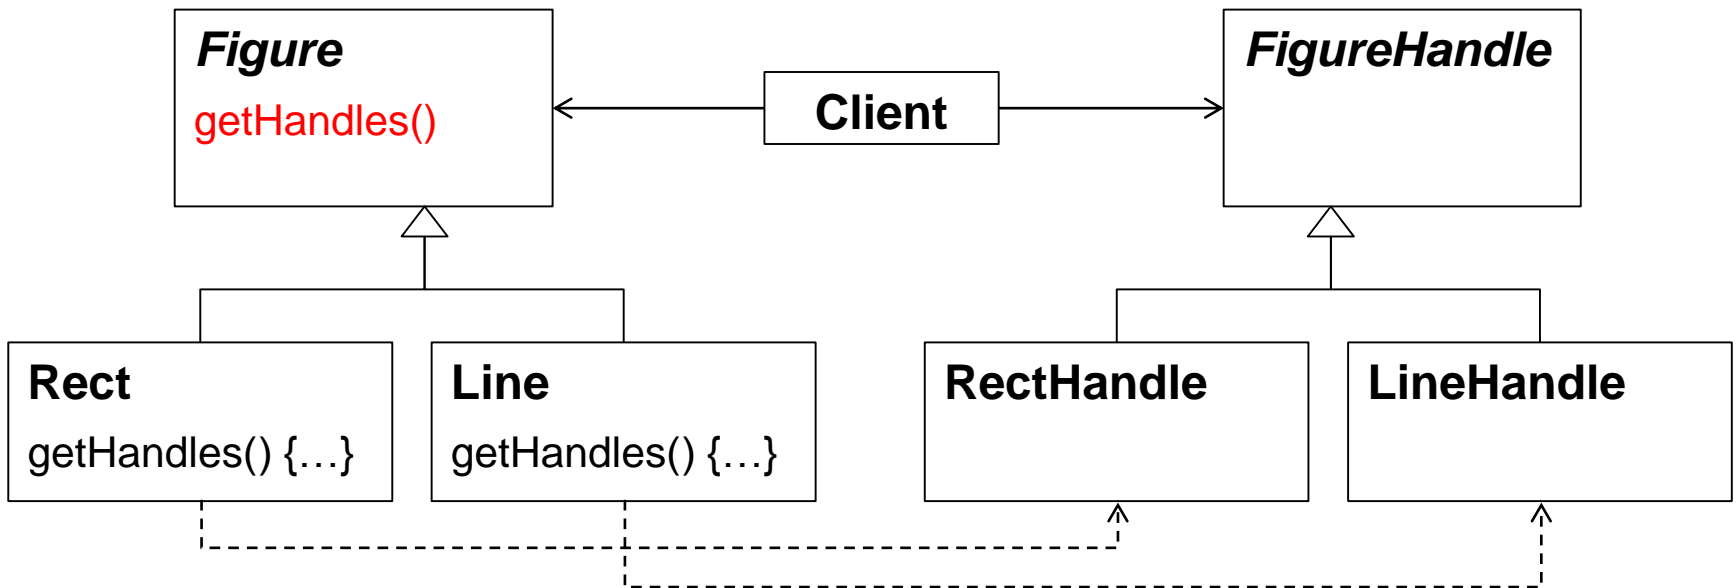 Figure
getHandles()
Client
FigureHandle
Rect
getHandles() {…}
Line
getHandles() {…}
RectHandle
LineHandle